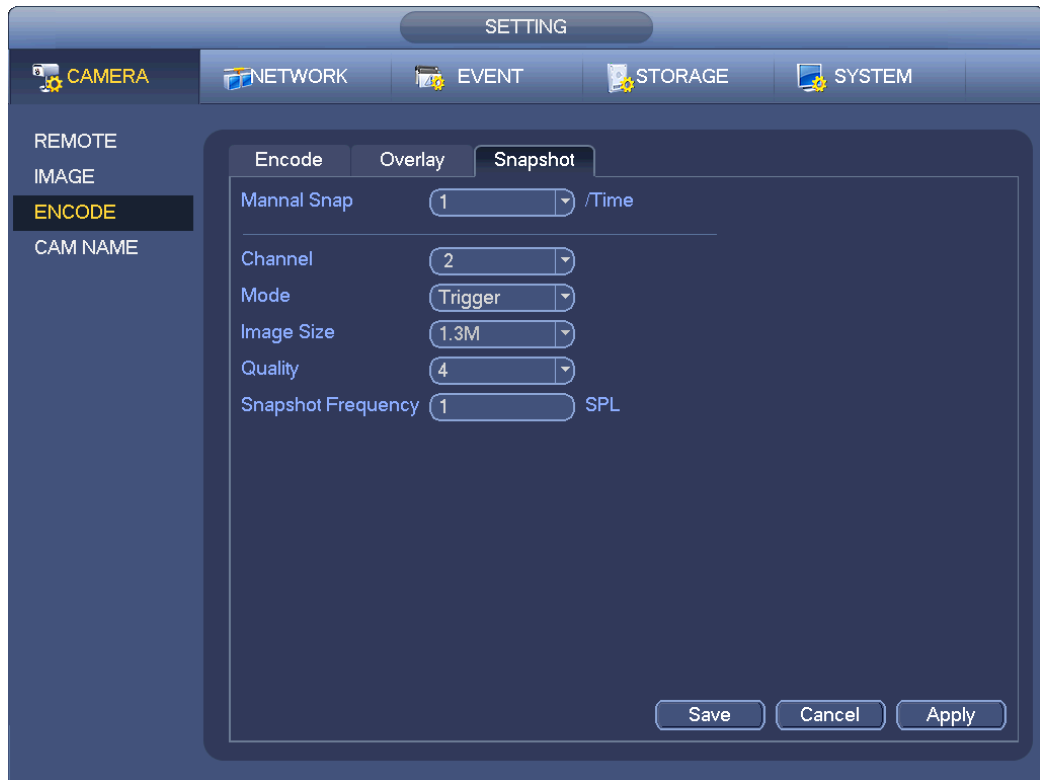 SETTING
CAMERA NETWORK EVENT STORAGE SYSTEM
REMOTE
IMAGE
ENCODE
CAM NAME
Encode Overlay Snapshot
Mannal Snap 1 /Time
Channel 2
Mode Trigger
Image Size 1.3M
Quality 4
Snapshot Frequency 1 SPL
Save Cancel Apply